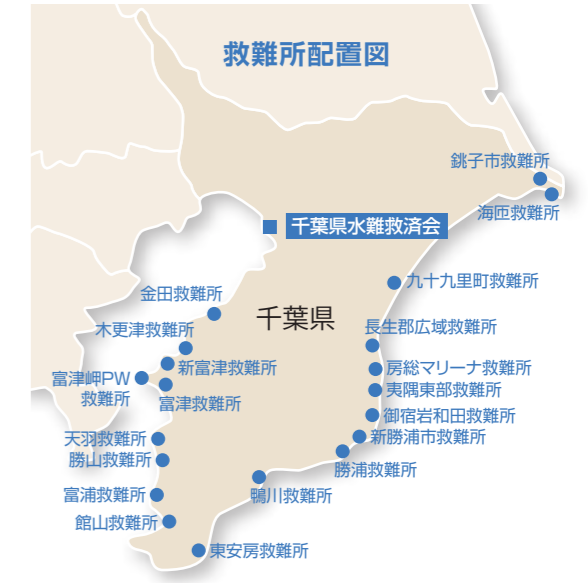 救難所配置図
銚子市救難所
海匝救難所
千葉県水難救済会
九十九里町救難所
金田救難所
千葉県
長生郡広域救難所
木更津救難所
新富津救難所
房総マリーナ救難所
富津岬PW
救難所
夷隅東部救難所
富津救難所
御宿岩和田救難所
天羽救難所
新勝浦市救難所
勝山救難所
勝浦救難所
富浦救難所
鴨川救難所
館山救難所
東安房救難所